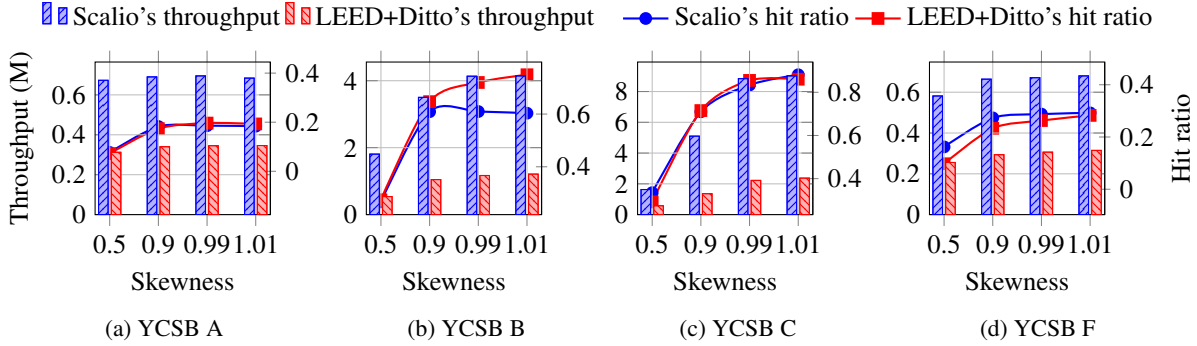 Scalio's throughput LEED+Ditto's throughput Scalio's hit ratio LEED+Ditto's hit ratio
Throughput (M)
0 0.2 0.4 0.6
0 0.2 0.4
0.5 0.9 0.99 1.01
Skewness
(a) YCSB A
0 2 4
0.4 0.6
0.5 0.9 0.99 1.01
Skewness
(b) YCSB B
0 2 4 6 8
0.4 0.6 0.8
0.5 0.9 0.99 1.01
Skewness
(c) YCSB C
0 0.2 0.4 0.6
0 0.2 0.4
Hit ratio
0.5 0.9 0.99 1.01
Skewness
(d) YCSB F